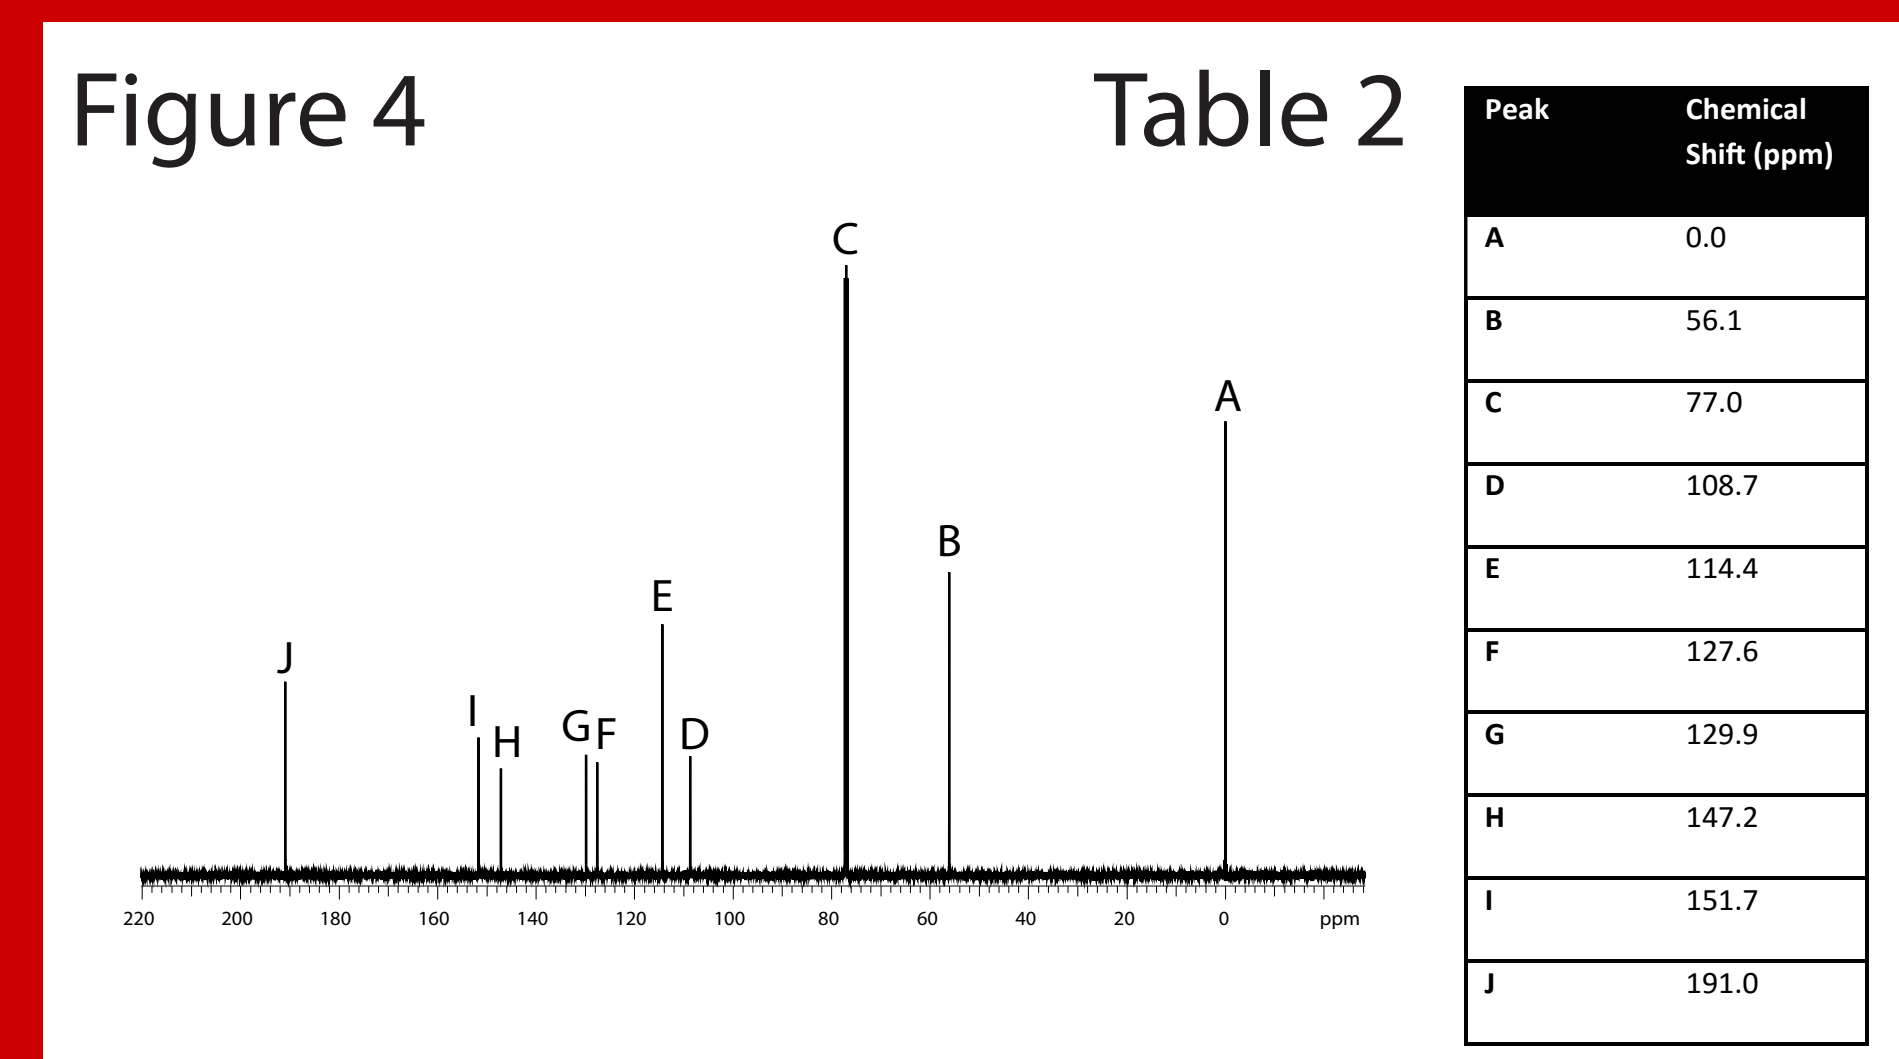 Figure 4
Table 2
C
A
B
E
J
I
H
G
F
D
220 200 180 160 140 120 100 80 60 40 20 0 ppm
Peak Chemical
Shift (ppm)
A 0.0
B 56.1
C 77.0
D 108.7
E 114.4
F 127.6
G 129.9
H 147.2
I 151.7
J 191.0